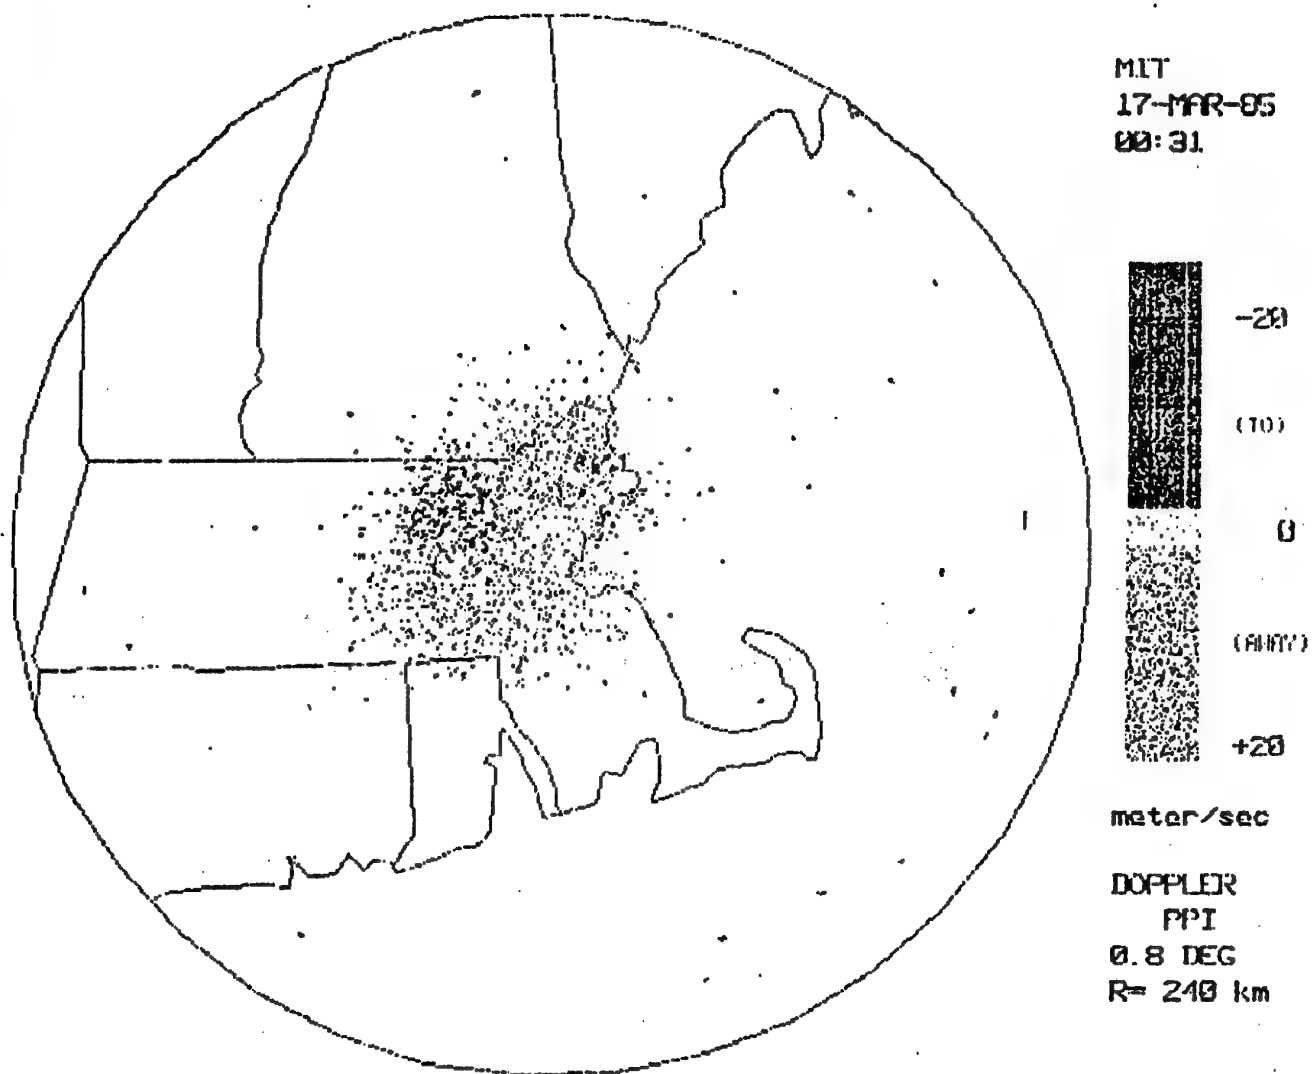 MIT
17-MAR-85
00:31
-20
(TO)
0
(AWAY)
+20
meter/sec
DOPPLER
PPI
0.8 DEG
R= 240 km